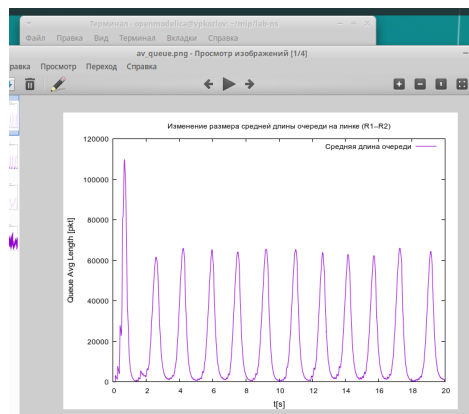 Терминал - openmodelica@vpkozlov:~/mip/lab-ns
Файл Правка Вид Терминал Вкладки Справка
av_queue.png - Просмотр изображений [1/4]
равка Просмотр Переход Справка
Изменение размера средней длины очереди на линке (R1–R2)
Средняя длина очереди
120000
100000
80000
60000
40000
20000
0
Queue Avg Length [pkt]
0 2 4 6 8 10 12 14 16 18 20
t[s]